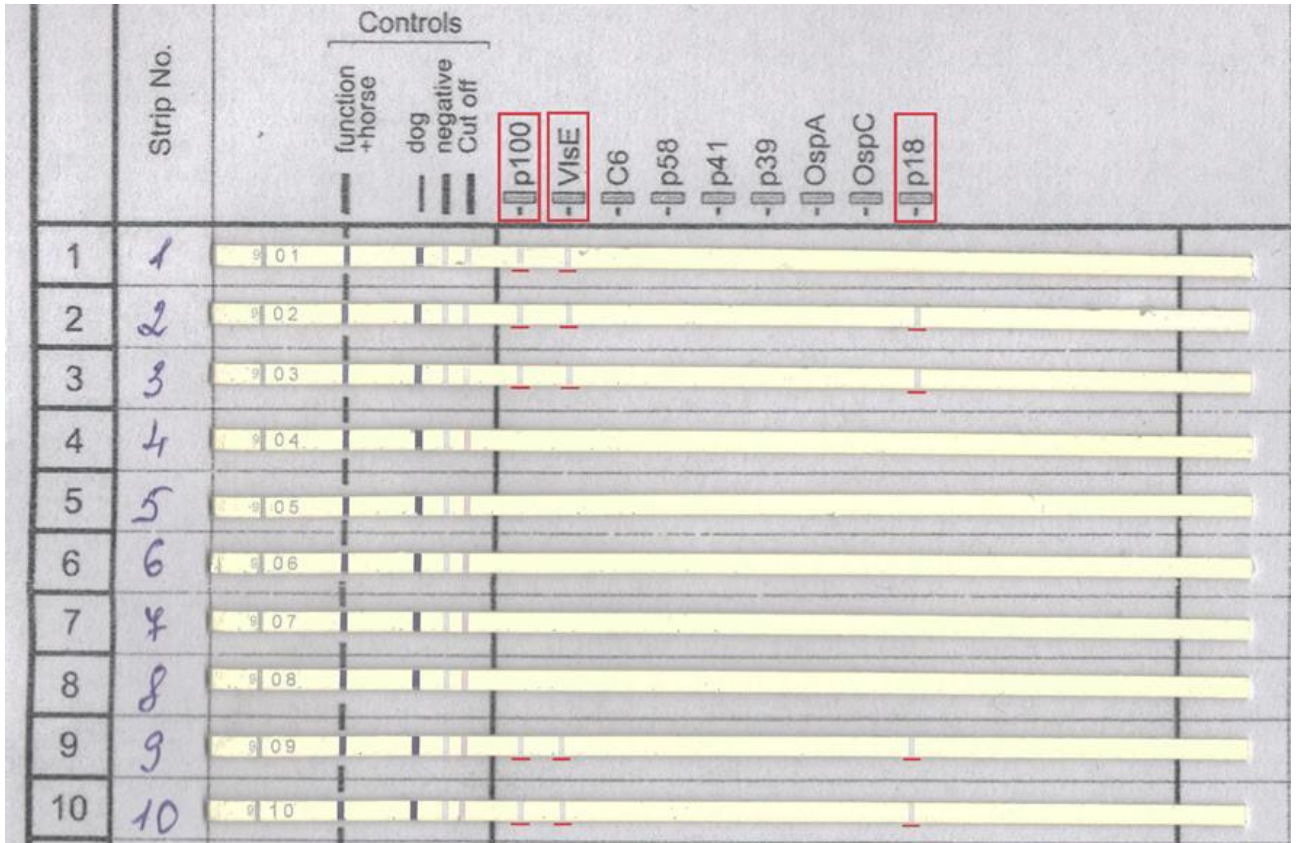 Controls
Strip No.
function
+horse
dog
negative
Cut off
p100
VlsE
C6
p58
p41
p39
OspA
OspC
p18
1 1 01
2 2 02
3 3 03
4 4 04
5 5 05
6 6 06
7 7 07
8 8 08
9 9 09
10 10 10